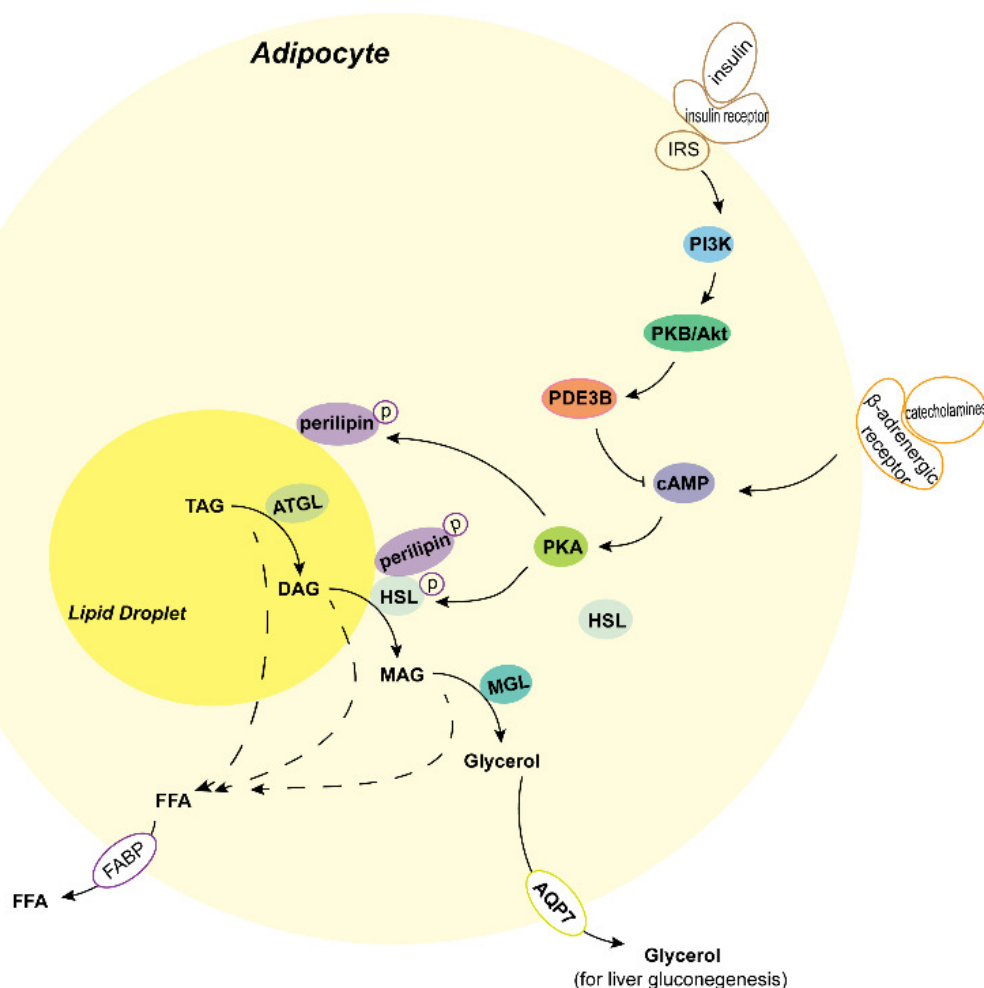 Adipocyte
insulin
insulin receptor
IRS
PI3K
PKB/Akt
PDE3B
catecholamines
β-adrenergic
receptor
perilipin
p
cAMP
TAG
ATGL
p
perilipin
PKA
DAG
HSL
p
Lipid Droplet
HSL
MAG
MGL
Glycerol
FFA
FABP
FFA
AQP7
Glycerol
(for liver gluconegenesis)